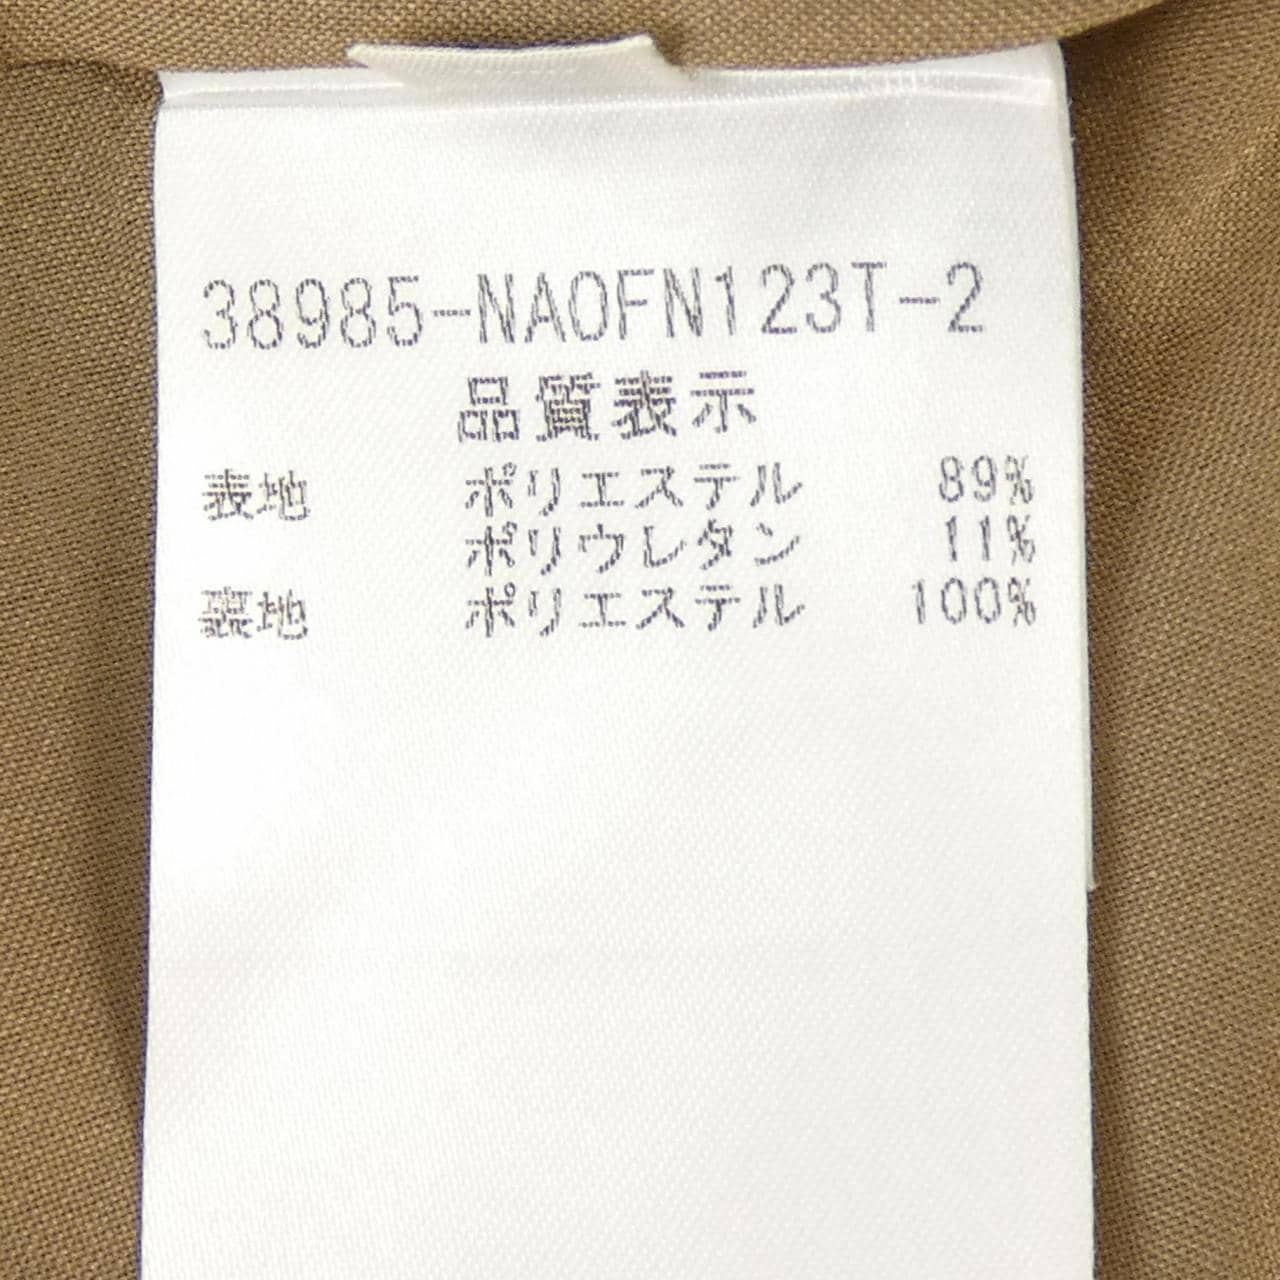 38985-NAOFN123T-2
品質表示
表地 ポリエステル 89%
ポリウレタン 11%
裏地 ポリエステル 100%